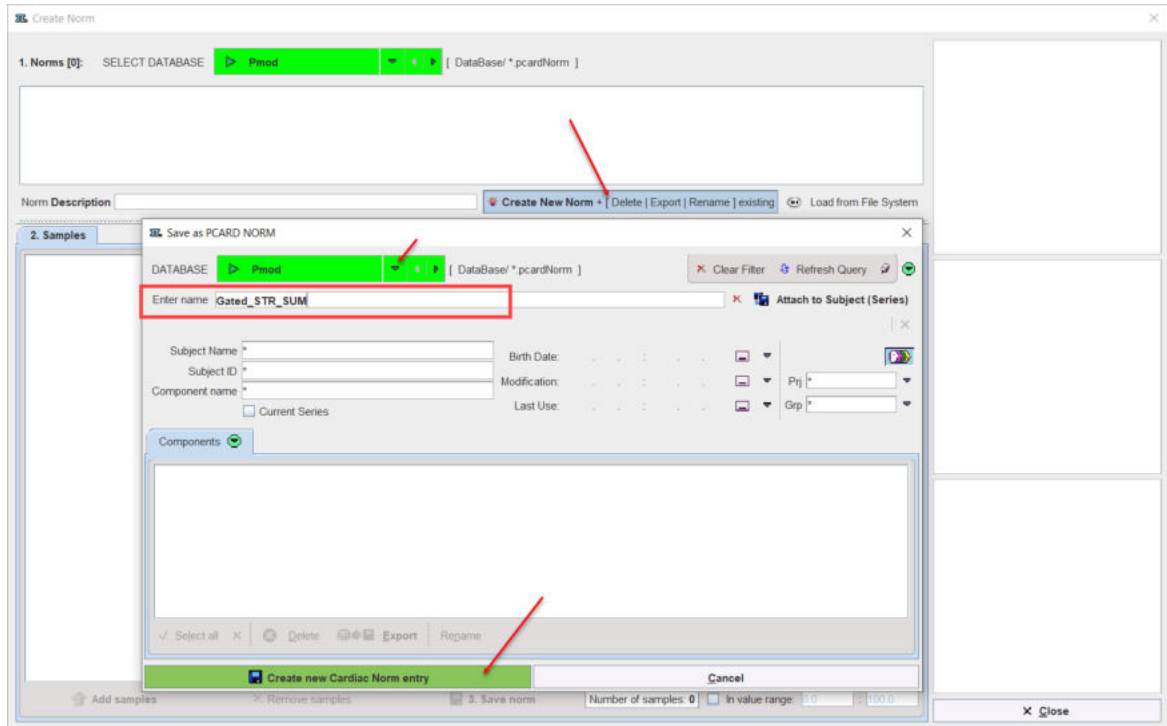 Create Norm
1. Norms [0]: SELECT DATABASE Pmod [ DataBase/ *.pcardNorm ]
Norm Description Create New Norm + [ Delete | Export | Rename ] existing Load from File System
2. Samples
Save as PCARD NORM
DATABASE Pmod [ DataBase/ *.pcardNorm ] Clear Filter Refresh Query
Enter name Gated_STR_SUM Attach to Subject (Series)
Subject Name * Birth Date: . . : . .
Subject ID *
Modification: . . : . . Prj *
Component name *
Current Series Last Use: . . : . . Grp *
Components
Select all Delete Export Rename
Create new Cardiac Norm entry Cancel
Add samples Remove samples 3. Save norm Number of samples: 0 In value range: 0.0 - 100.0
Close